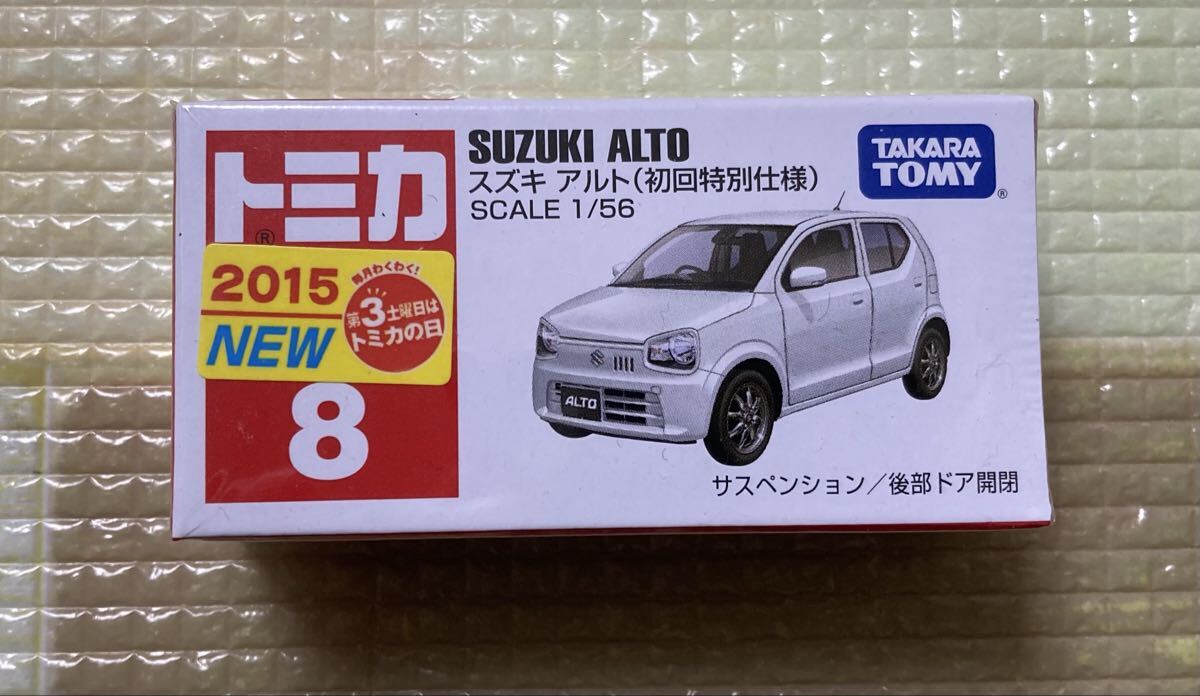 トミカ
®
2015
NEW
毎月わくわく!
第3土曜日は
トミカの日
8
SUZUKI ALTO
スズキ アルト(初回特別仕様)
SCALE 1/56
TAKARA
TOMY
®
ALTO
サスペンション/後部ドア開閉